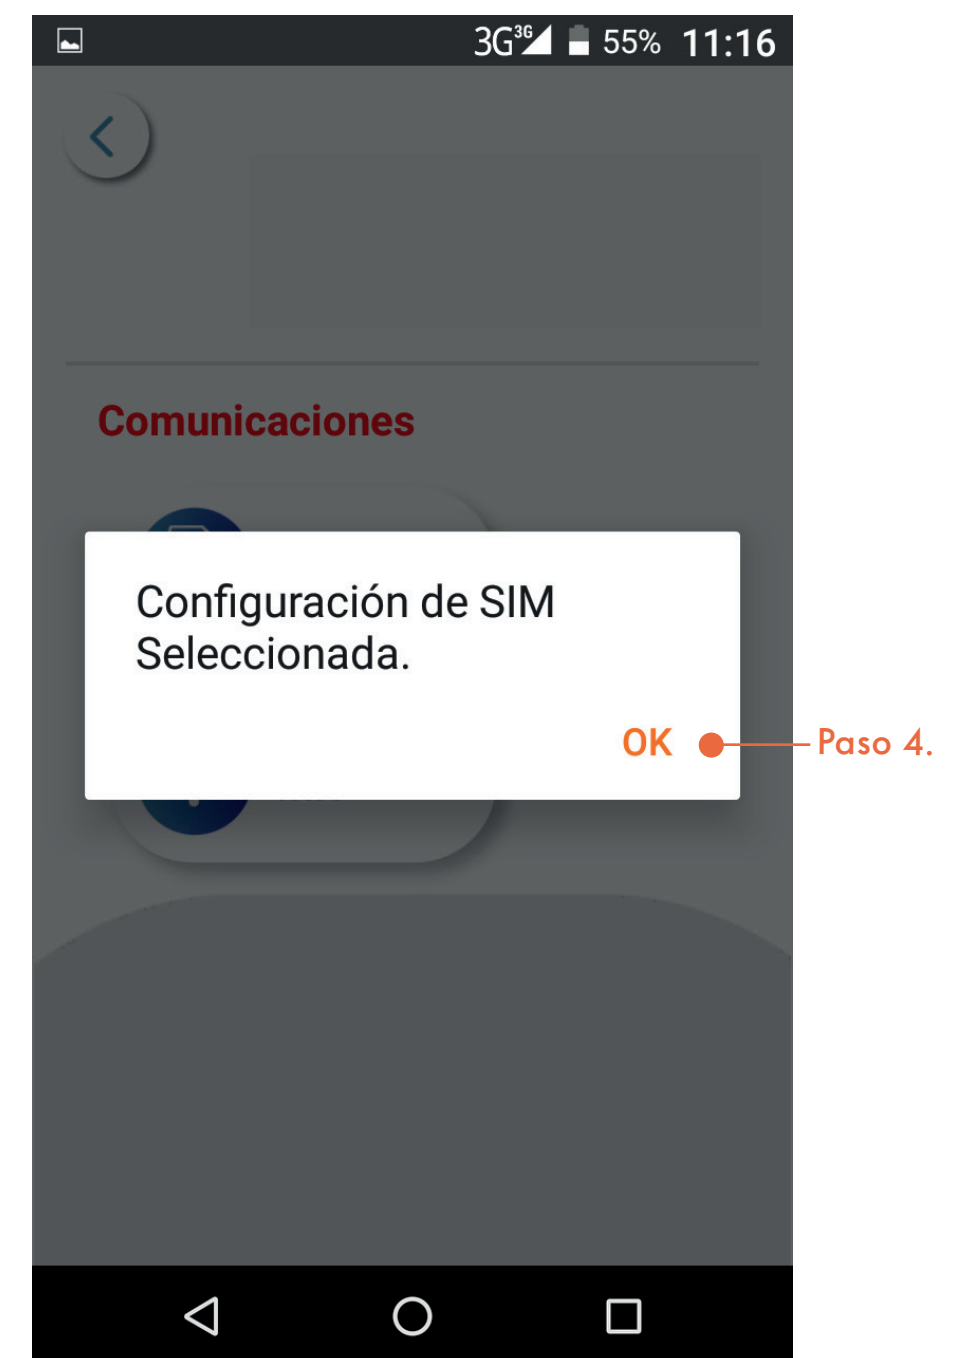 3G 3G 55% 11:16
Comunicaciones
Configuración de SIM
Seleccionada.
OK
Paso 4.